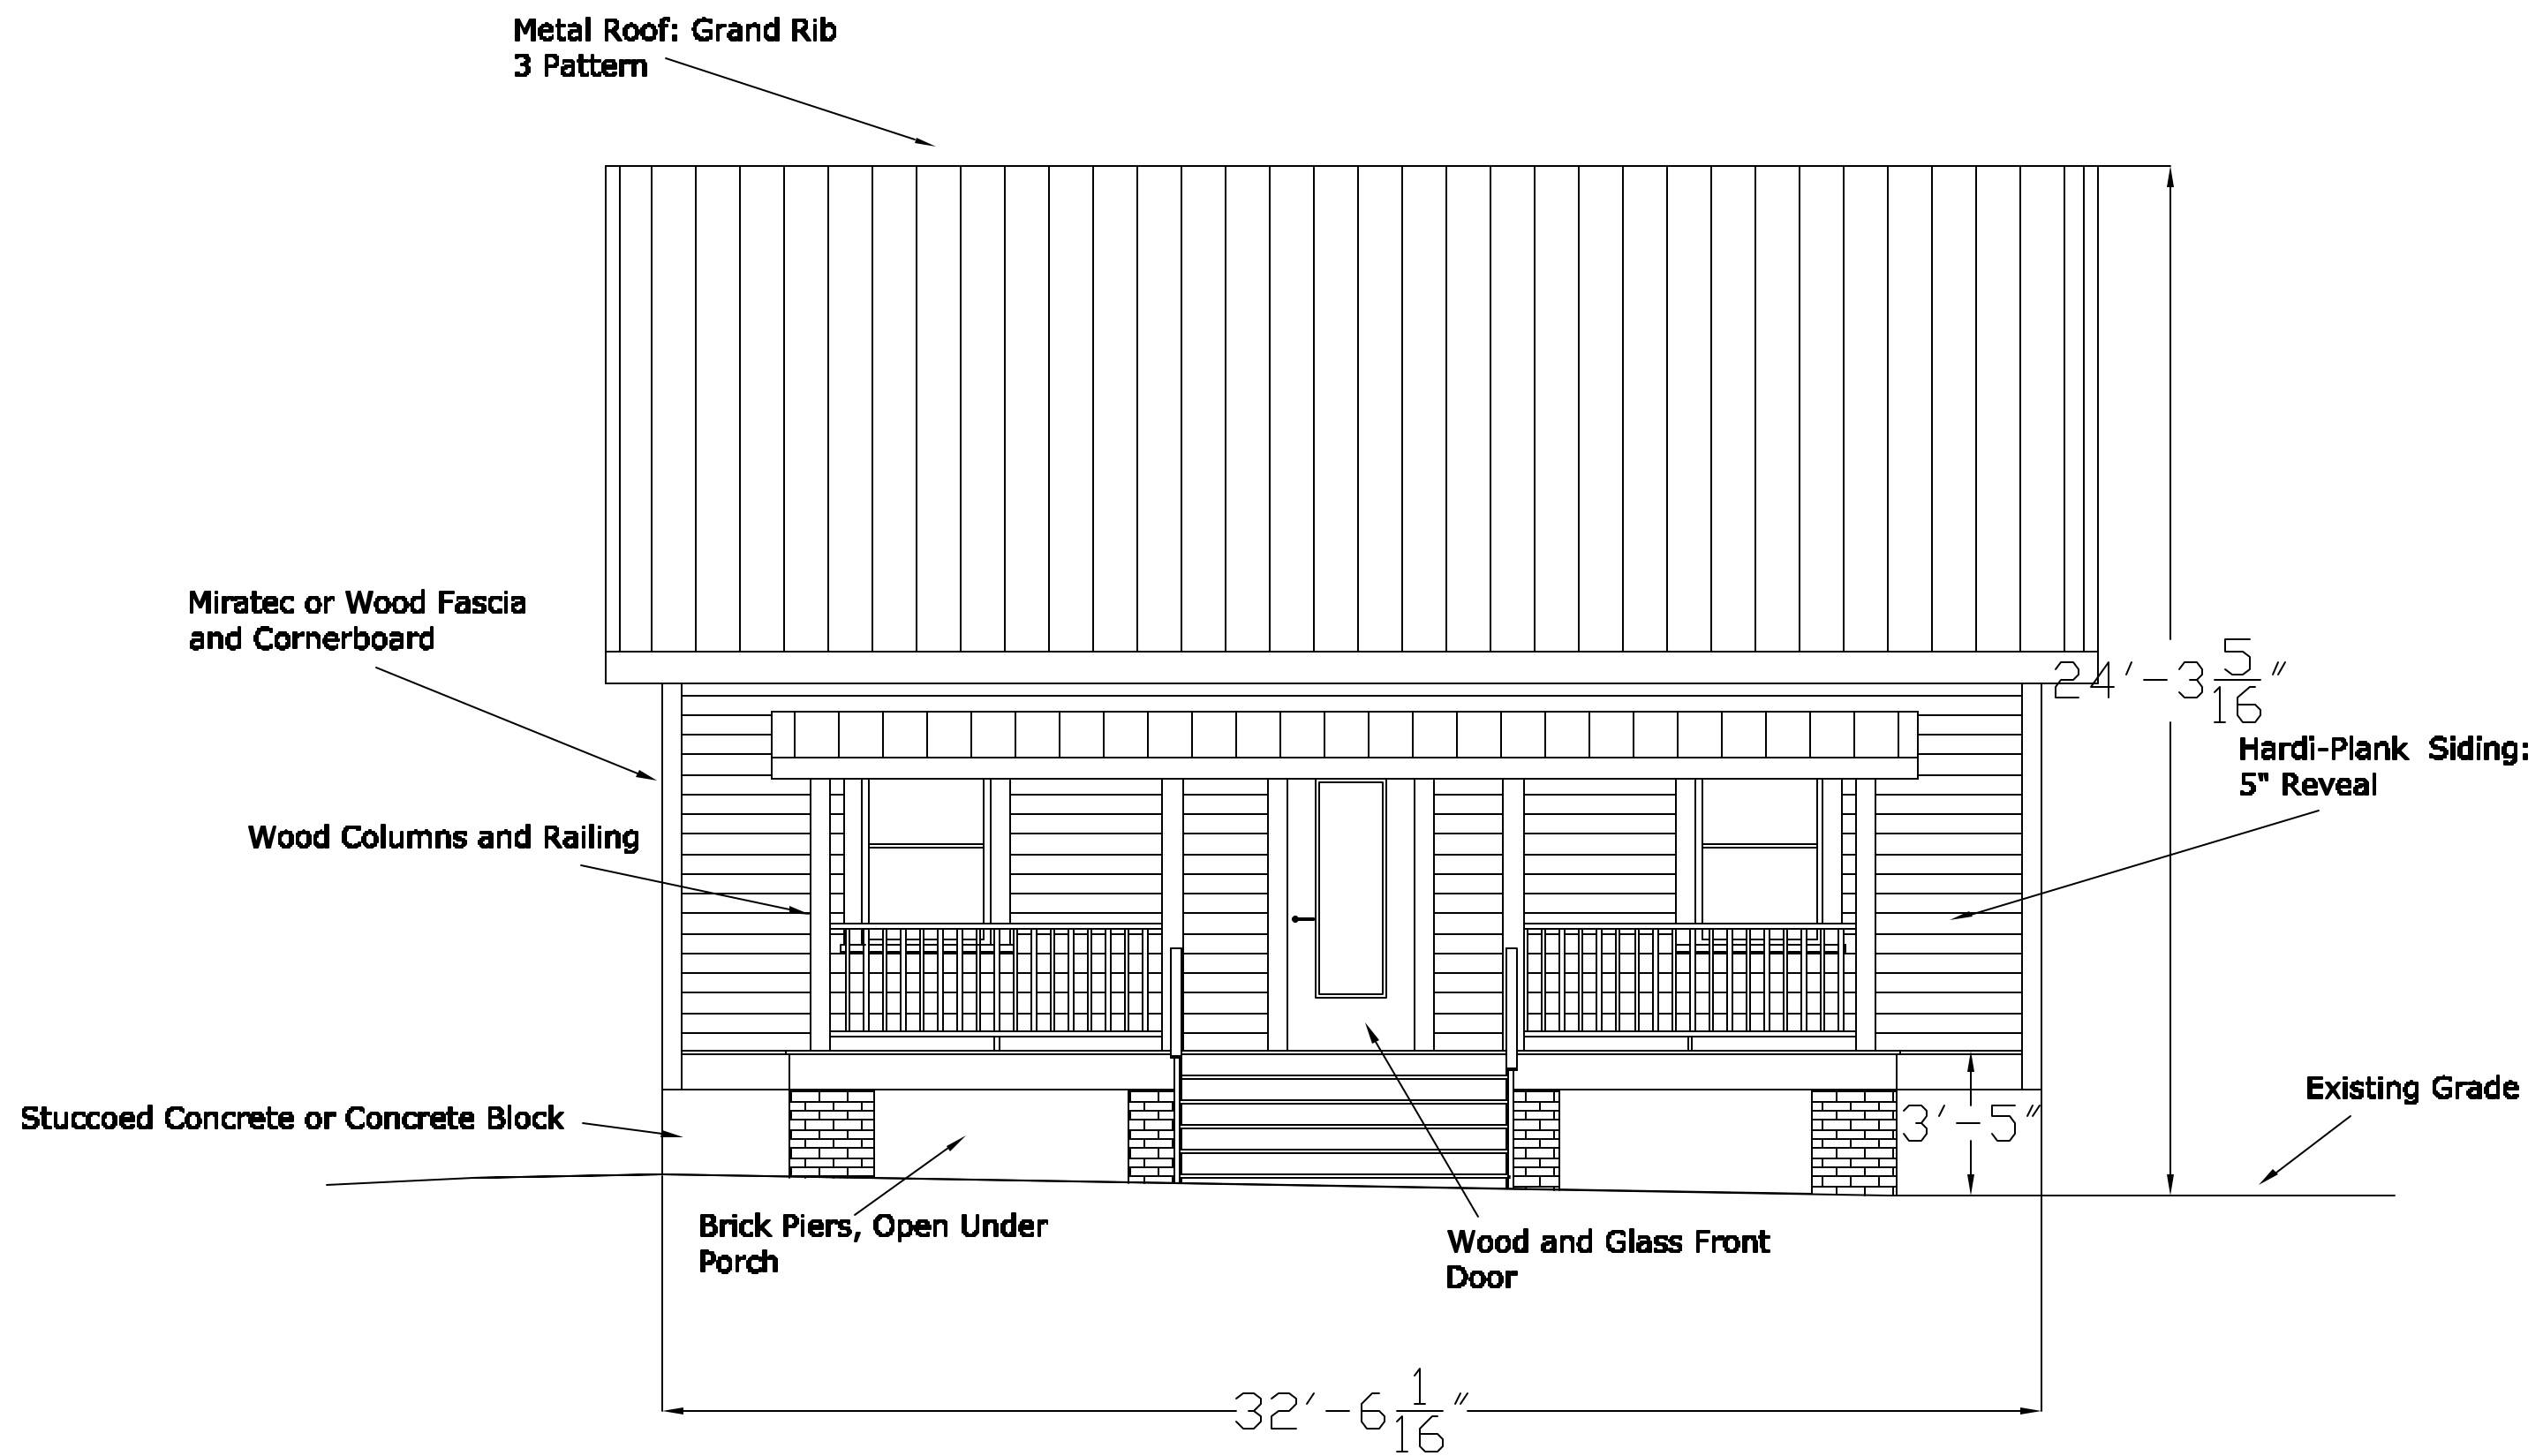 Metal Roof: Grand Rib
3 Pattern
Miratec or Wood Fascia
and Cornerboard
24'-3 5/16"
Hardi-Plank  Siding:
5" Reveal
Wood Columns and Railing
Existing Grade
Stuccoed Concrete or Concrete Block
3'-5"
Brick Piers, Open Under
Porch
Wood and Glass Front
Door
32'-6 1/16"